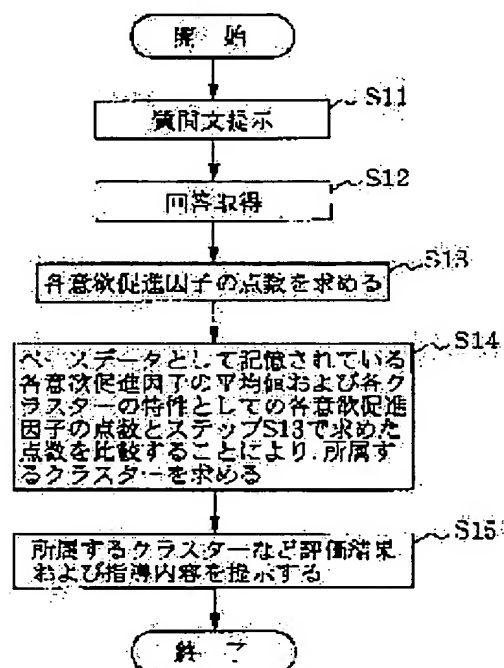 開 始
S11
質問文提示
S12
回答取得
S13
各意欲促進因子の点数を求める
S14
ベースデータとして記憶されている
各意欲促進因子の平均値および各ク
ラスターの特性としての各意欲促進
因子の点数とステップS13で求めた
点数を比較することにより、所属す
るクラスターを求める
S15
所属するクラスターなど評価結果
および指導内容を提示する
終 了